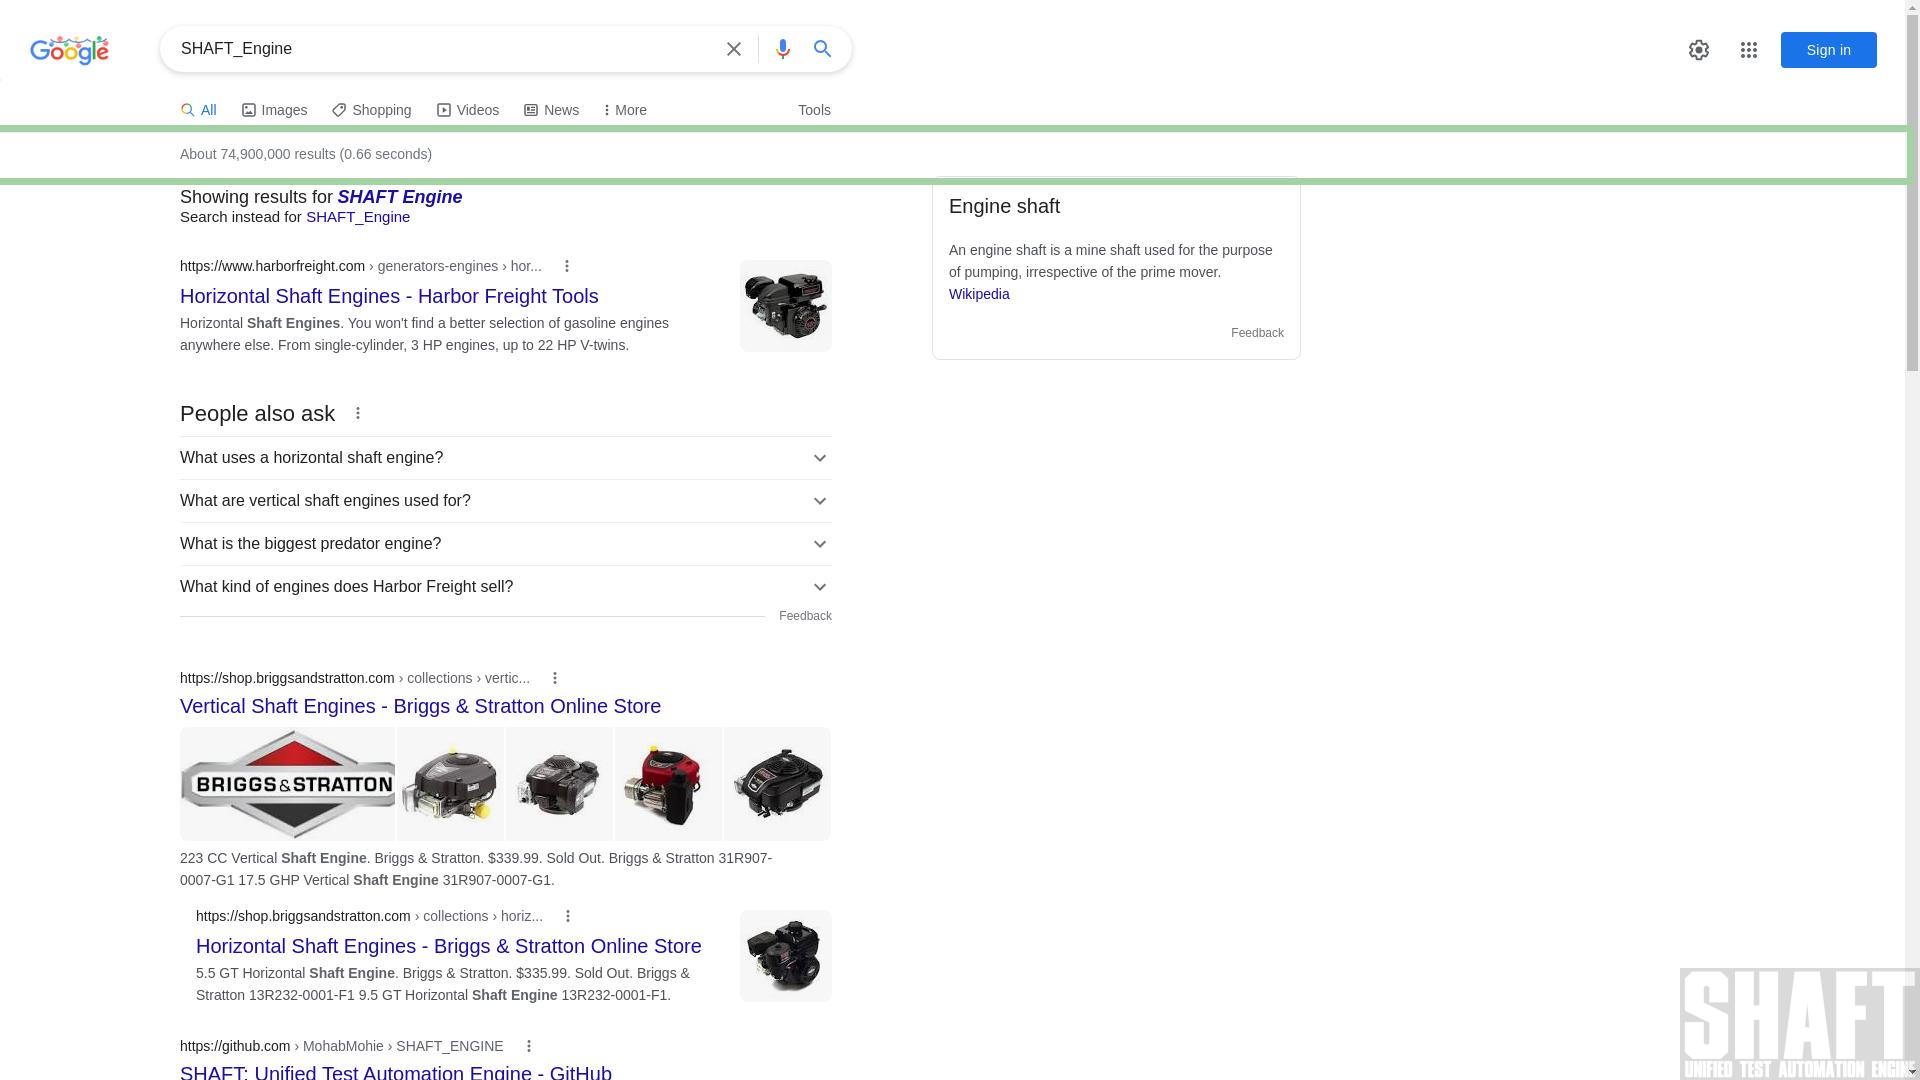 Google
SHAFT_Engine
Sign in
All
Images
Shopping
Videos
News
More
Tools
About 74,900,000 results (0.66 seconds)
Showing results for SHAFT Engine
Search instead for SHAFT_Engine
https://www.harborfreight.com › generators-engines › hor...
Horizontal Shaft Engines - Harbor Freight Tools
Horizontal Shaft Engines. You won't find a better selection of gasoline engines
anywhere else. From single-cylinder, 3 HP engines, up to 22 HP V-twins.
People also ask
What uses a horizontal shaft engine?
What are vertical shaft engines used for?
What is the biggest predator engine?
What kind of engines does Harbor Freight sell?
Feedback
https://shop.briggsandstratton.com › collections › vertic...
Vertical Shaft Engines - Briggs & Stratton Online Store
BRIGGS&STRATTON
223 CC Vertical Shaft Engine. Briggs & Stratton. $339.99. Sold Out. Briggs & Stratton 31R907-
0007-G1 17.5 GHP Vertical Shaft Engine 31R907-0007-G1.
https://shop.briggsandstratton.com › collections › horiz...
Horizontal Shaft Engines - Briggs & Stratton Online Store
5.5 GT Horizontal Shaft Engine. Briggs & Stratton. $335.99. Sold Out. Briggs &
Stratton 13R232-0001-F1 9.5 GT Horizontal Shaft Engine 13R232-0001-F1.
https://github.com › MohabMohie › SHAFT_ENGINE
SHAFT: Unified Test Automation Engine - GitHub
Engine shaft
An engine shaft is a mine shaft used for the purpose
of pumping, irrespective of the prime mover.
Wikipedia
Feedback
SHAFT
UNIFIED TEST AUTOMATION ENGINE